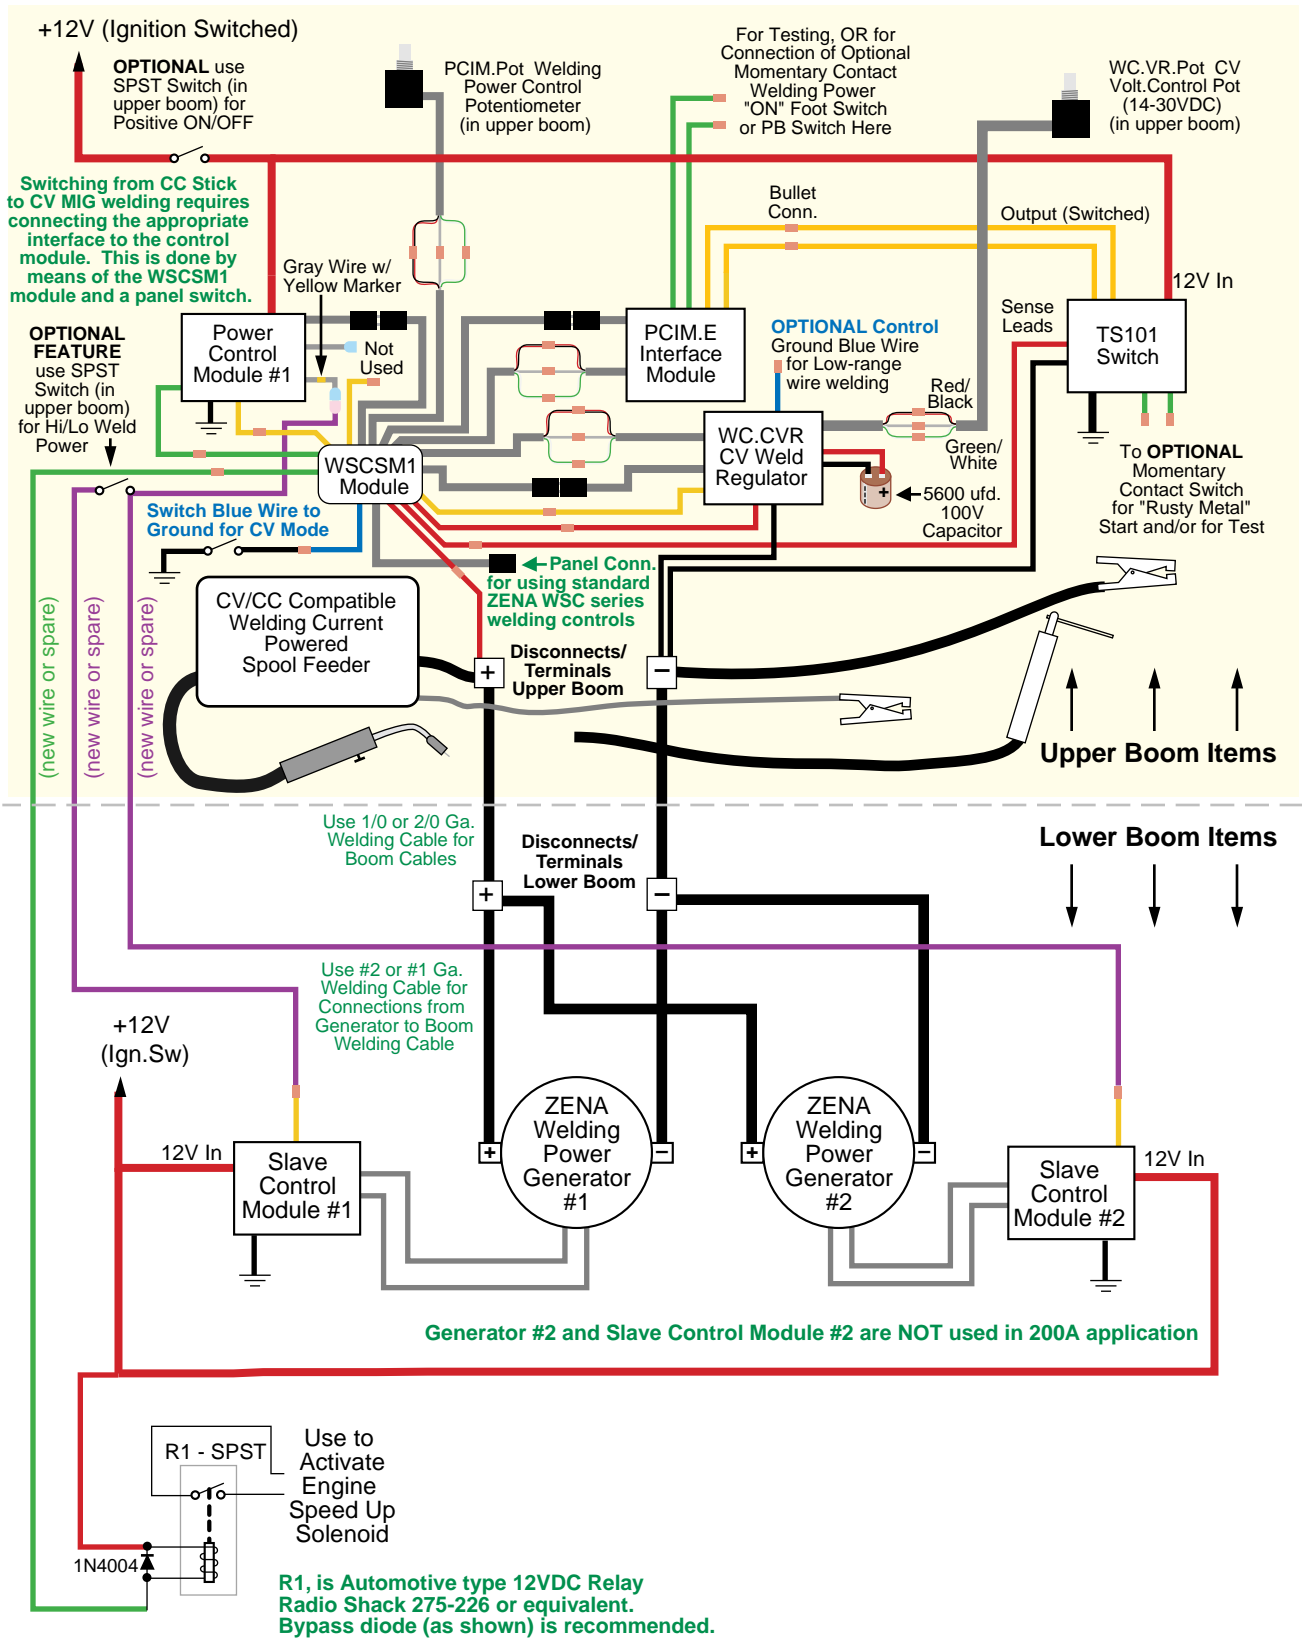 +12V (Ignition Switched)
OPTIONAL use
SPST Switch (in
upper boom) for
Positive ON/OFF
PCIM.Pot Welding
Power Control
Potentiometer
(in upper boom)
For Testing, OR for
Connection of Optional
Momentary Contact
Welding Power
"ON" Foot Switch
or PB Switch Here
WC.VR.Pot CV
Volt.Control Pot
(14-30VDC)
(in upper boom)
Switching from CC Stick
to CV MIG welding requires
connecting the appropriate
interface to the control
module. This is done by
means of the WSCSM1
module and a panel switch.
Gray Wire w/
Yellow Marker
Bullet
Conn.
Output (Switched)
12V In
Sense
Leads
OPTIONAL
FEATURE
use SPST
Switch (in
upper boom)
for Hi/Lo Weld
Power
Power
Control
Module #1
Not
Used
PCIM.E
Interface
Module
OPTIONAL Control
Ground Blue Wire
for Low-range
wire welding
TS101
Switch
Red/
Black
Green/
White
WSCSM1
Module
WC.CVR
CV Weld
Regulator
+
5600 ufd.
100V
Capacitor
To OPTIONAL
Momentary
Contact Switch
for "Rusty Metal"
Start and/or for Test
Switch Blue Wire to
Ground for CV Mode
Panel Conn.
for using standard
ZENA WSC series
welding controls
CV/CC Compatible
Welding Current
Powered
Spool Feeder
(new wire or spare)
(new wire or spare)
(new wire or spare)
+
Disconnects/
Terminals
Upper Boom
−
Upper Boom Items
Use 1/0 or 2/0 Ga.
Welding Cable for
Boom Cables
Disconnects/
Terminals
Lower Boom
+
−
Lower Boom Items
Use #2 or #1 Ga.
Welding Cable for
Connections from
Generator to Boom
Welding Cable
+12V
(Ign.Sw)
12V In
Slave
Control
Module #1
+
ZENA
Welding
Power
Generator
#1
−
+
ZENA
Welding
Power
Generator
#2
−
Slave
Control
Module #2
12V In
Generator #2 and Slave Control Module #2 are NOT used in 200A application
R1 - SPST
Use to
Activate
Engine
Speed Up
Solenoid
1N4004
R1, is Automotive type 12VDC Relay
Radio Shack 275-226 or equivalent.
Bypass diode (as shown) is recommended.